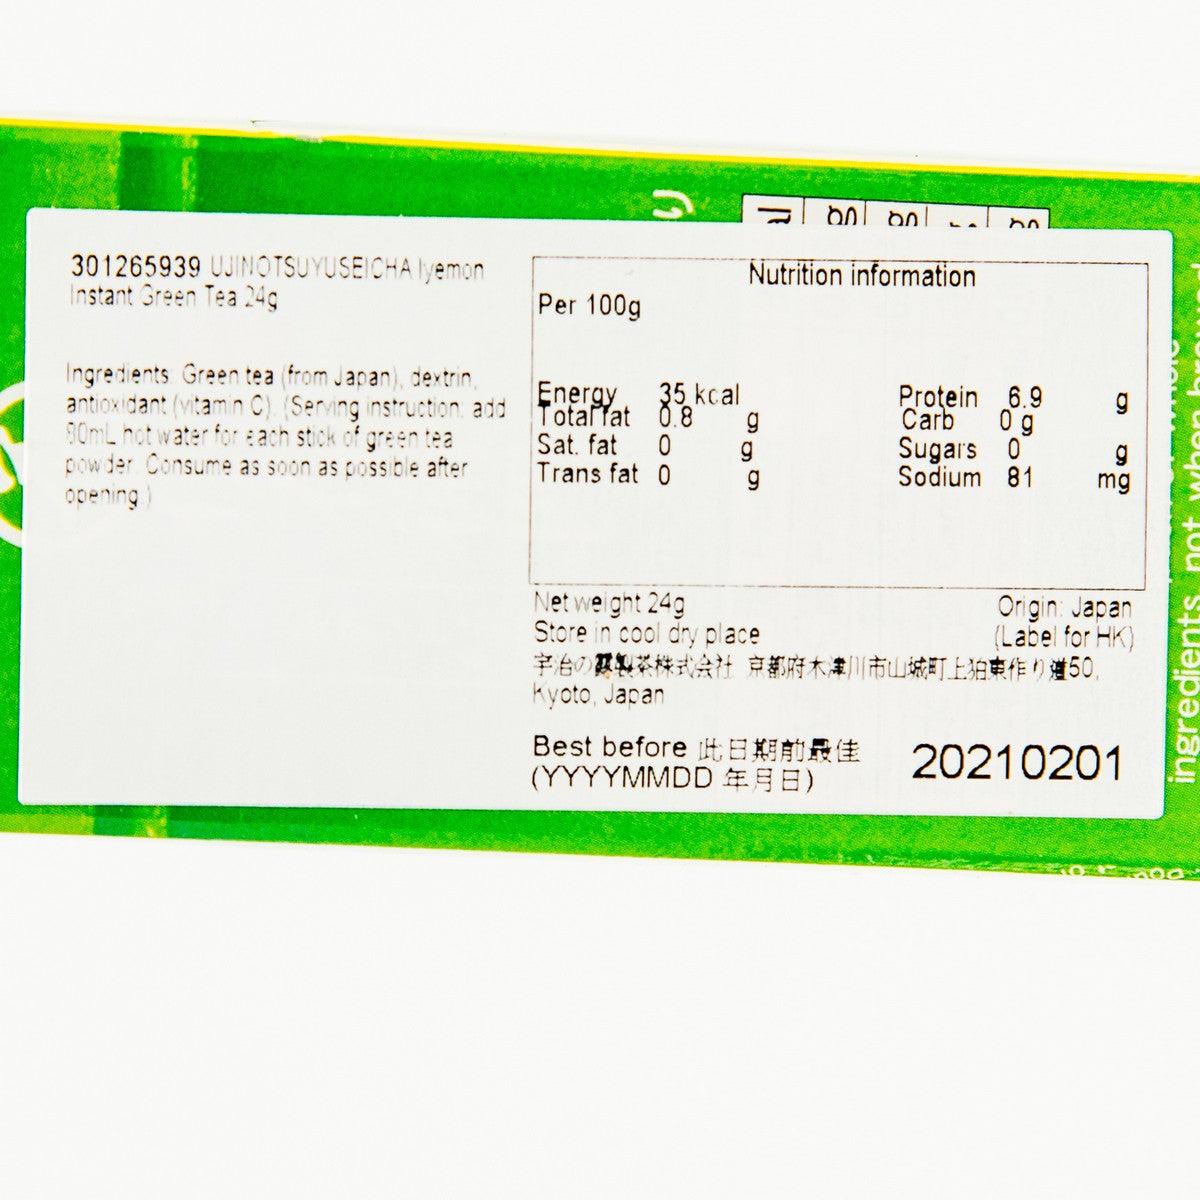 301265939 UJINOTSUYUSEICHA Iyemon
Instant Green Tea 24g
Ingredients: Green tea (from Japan), dextrin,
antioxidant (vitamin C). (Serving instruction: add
80mL hot water for each stick of green tea
powder. Consume as soon as possible after
opening.)
Nutrition information
Per 100g
Energy 35 kcal Protein 6.9 g
Total fat 0.8 g Carb 0 g
Sat. fat 0 g Sugars 0 g
Trans fat 0 g Sodium 81 mg
Net weight 24g Origin: Japan
Store in cool dry place (Label for HK)
宇治の露製茶株式会社 京都府木津川市山城町上狛東作り道50,
Kyoto, Japan
Best before 此日期前最佳
(YYYYMMDD 年月日) 20210201
ingredients not when brewed